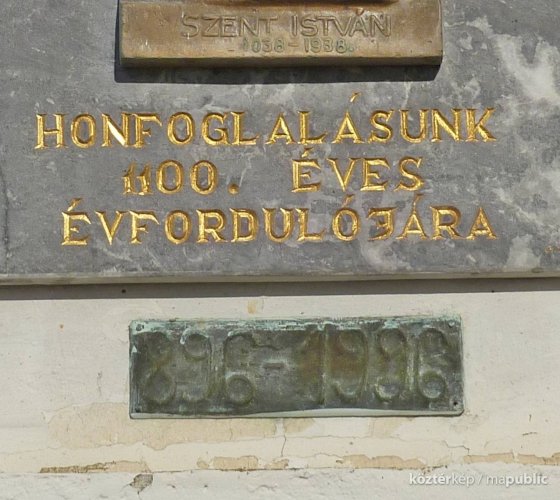 SZENT ISTVÁN
1038-1938.
HONFOGLALÁSUNK
1100. ÉVES
ÉVFORDULÓJÁRA
896-1996
köztérkép / mapublic